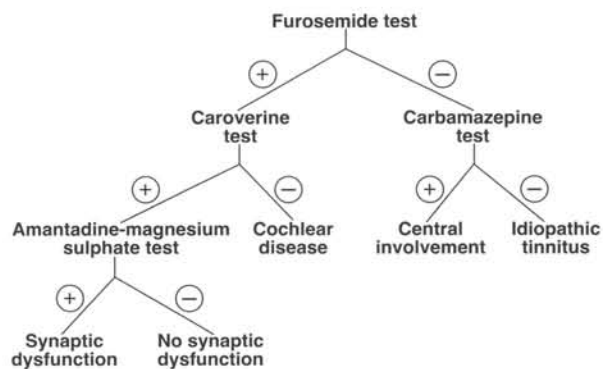 Furosemide test
+
−
Caroverine
test
Carbamazepine
test
+
−
+
−
Amantadine-magnesium
sulphate test
Cochlear
disease
Central
involvement
Idiopathic
tinnitus
+
−
Synaptic
dysfunction
No synaptic
dysfunction